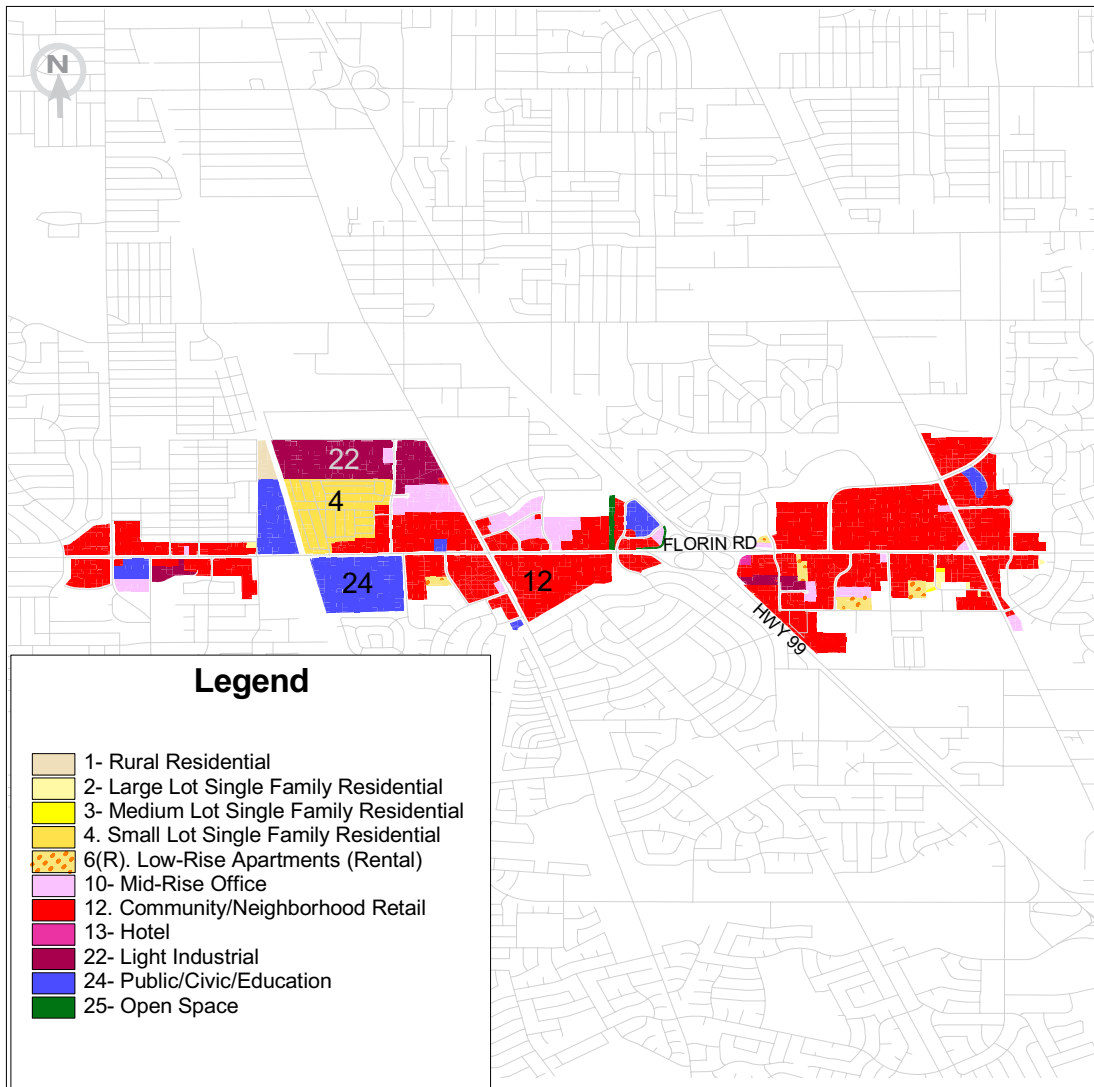 N
22
4
FLORIN RD
24
12
HWY 99
Legend
1- Rural Residential
2- Large Lot Single Family Residential
3- Medium Lot Single Family Residential
4. Small Lot Single Family Residential
6(R). Low-Rise Apartments (Rental)
10- Mid-Rise Office
12. Community/Neighborhood Retail
13- Hotel
22- Light Industrial
24- Public/Civic/Education
25- Open Space